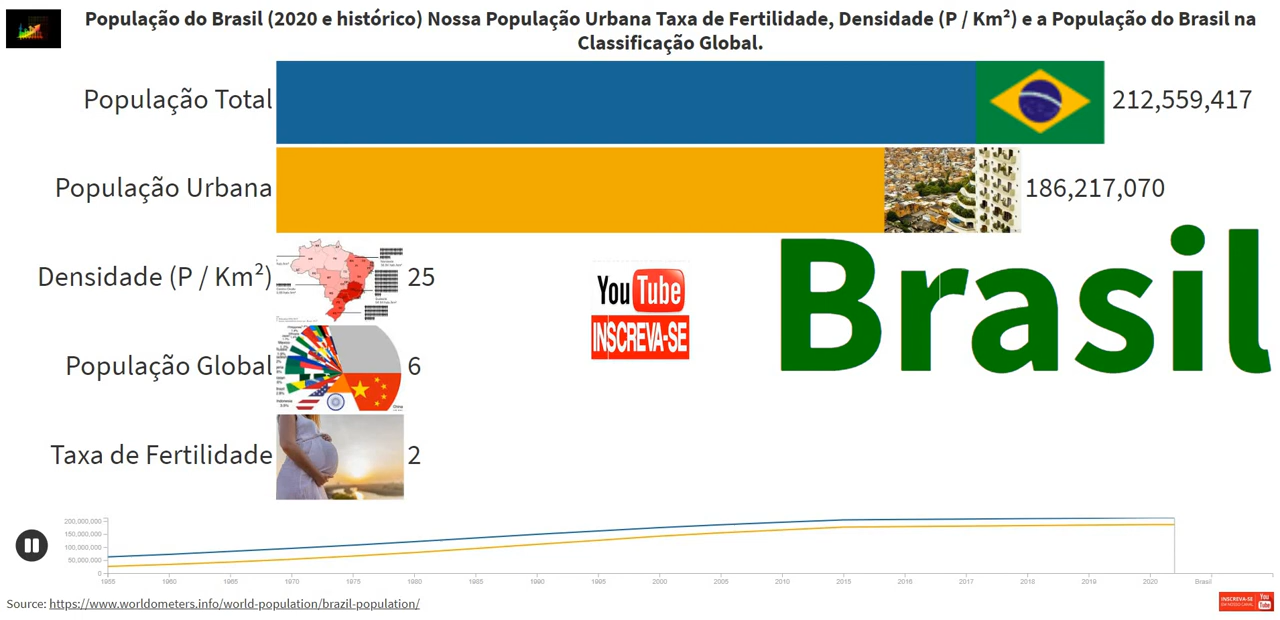 População do Brasil (2020 e histórico) Nossa População Urbana Taxa de Fertilidade, Densidade (P / Km²) e a População do Brasil na
Classificação Global.
População Total
212,559,417
População Urbana
186,217,070
Densidade (P / Km²)
25
População Global
6
Taxa de Fertilidade
2
YouTube
INSCREVA-SE
Brasil
200,000,000
150,000,000
100,000,000
50,000,000
0
1955 1960 1965 1970 1975 1980 1985 1990 1995 2000 2005 2010 2015 2016 2017 2018 2019 2020 Brasil
Source: https://www.worldometers.info/world-population/brazil-population/
INSCREVA-SE
You
Tube